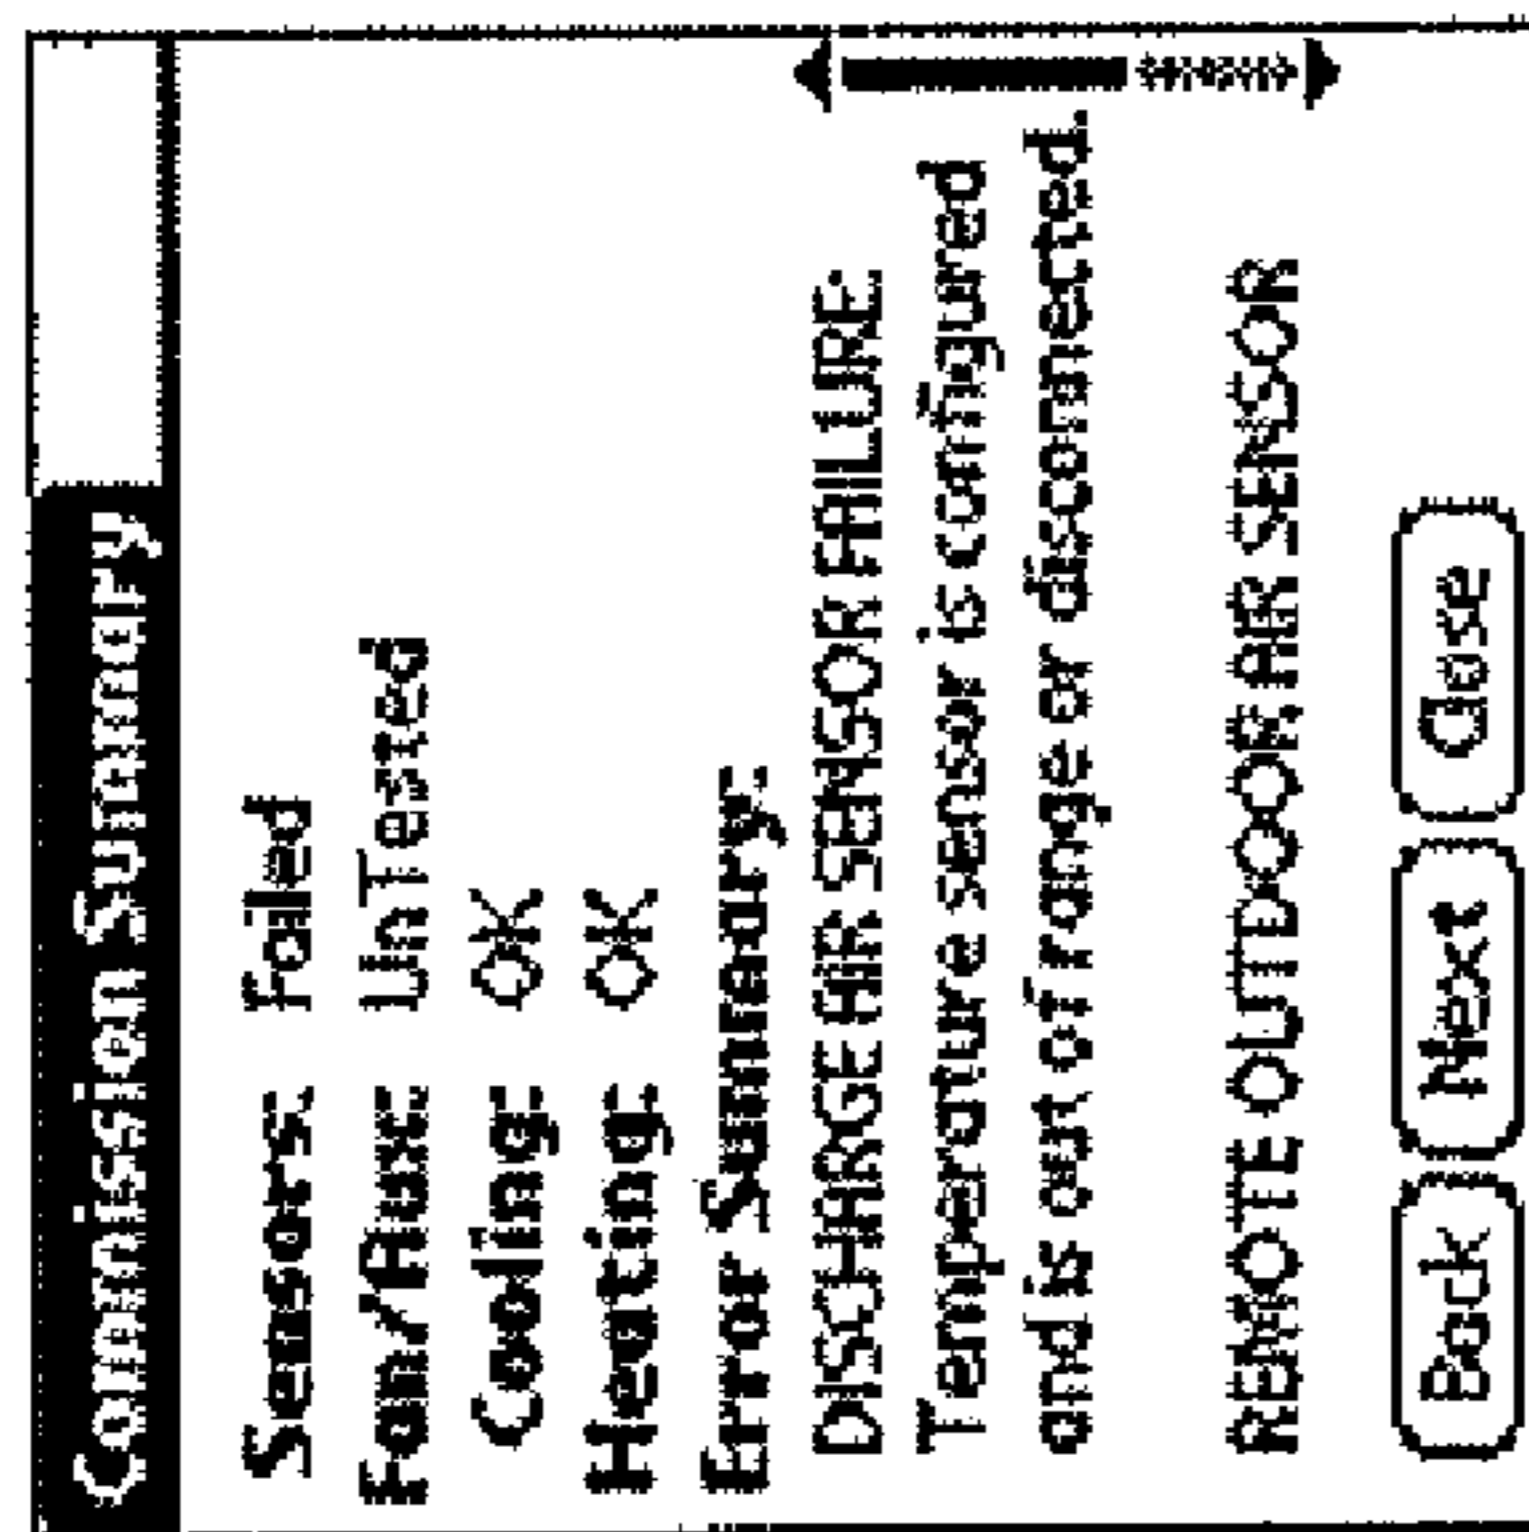 Commission Summary
Sensors: Failed
Fan/Aux: UnTested
Cooling: OK
Heating: OK
Error Summary:
DISCHARGE AIR SENSOR FAILURE:
Temperature sensor is configured
and is out of range or disconnected.
REMOTE OUTDOOR AIR SENSOR
Back Next Close